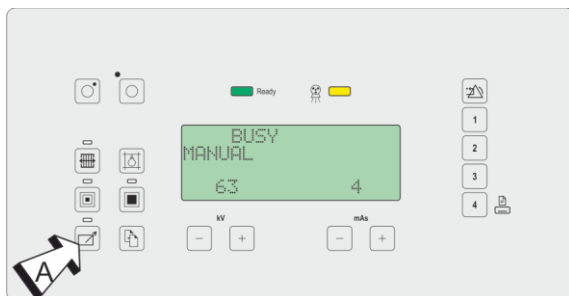 Ready
BUSY
MANUAL
63 4
kV mAs
- + - +
1
2
3
4
A